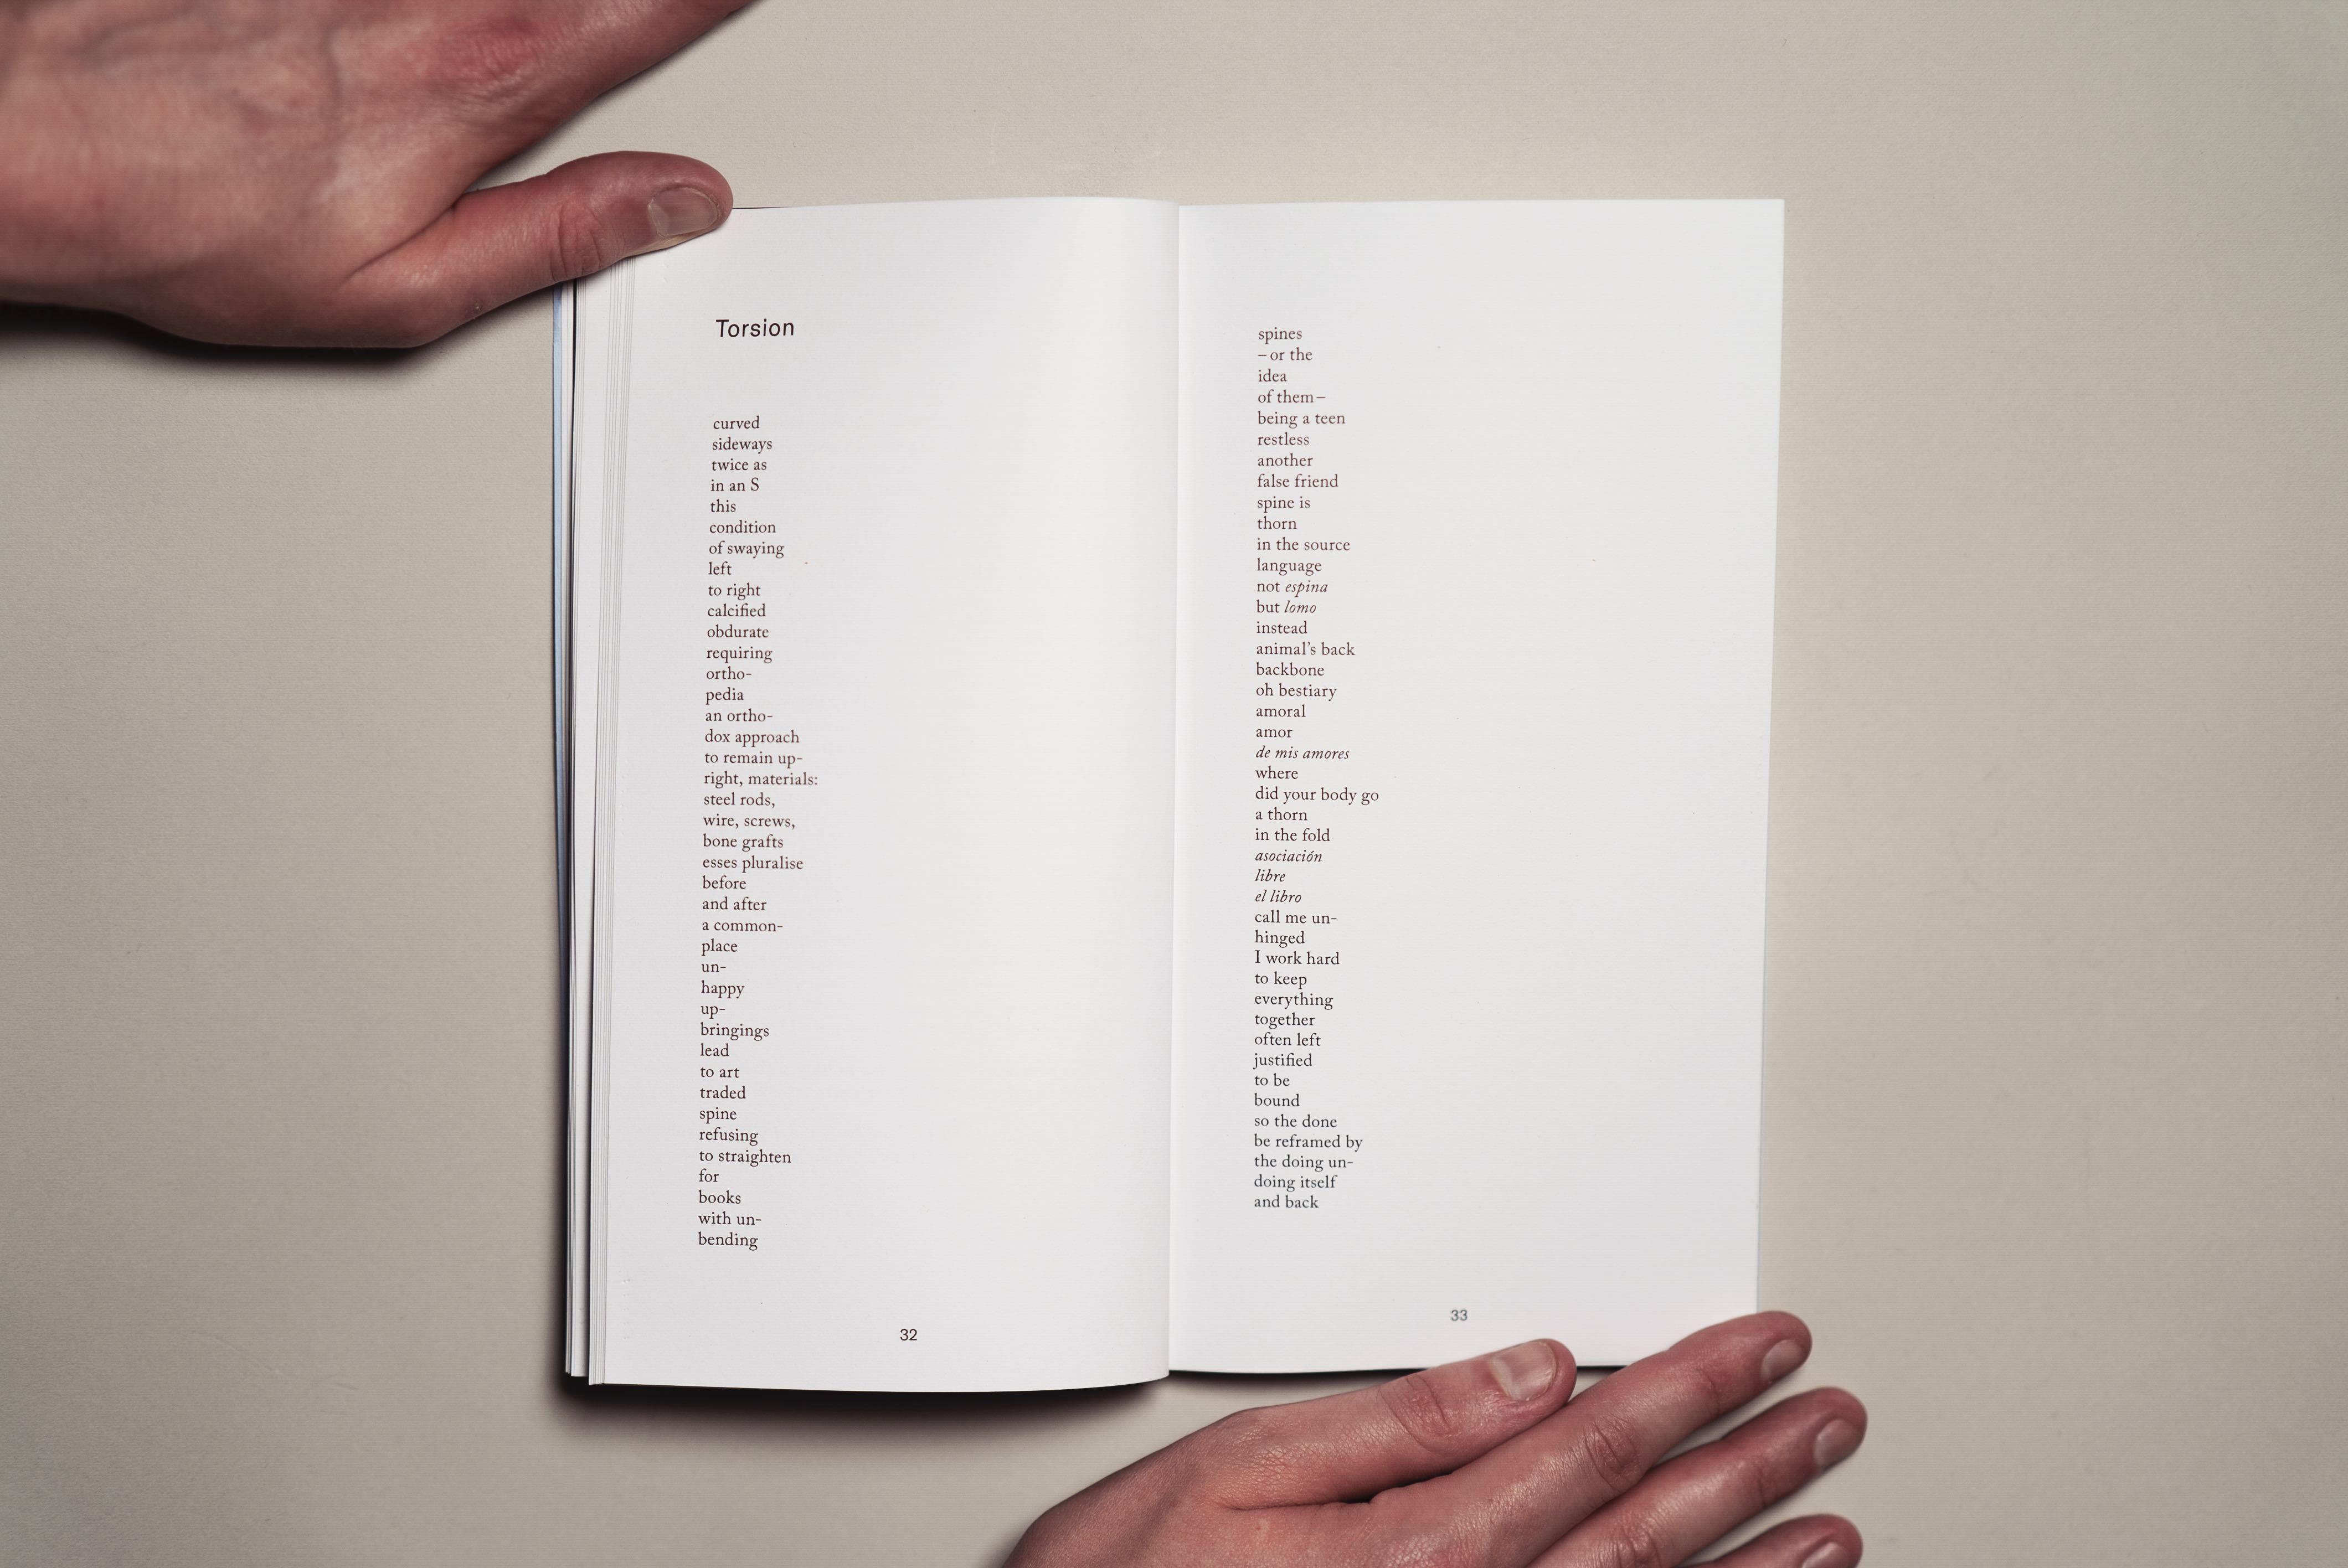 Torsion
curved
sideways
twice as
in an S
this
condition
of swaying
left
to right
calcified
obdurate
requiring
ortho-
pedia
an ortho-
dox approach
to remain up-
right, materials:
steel rods,
wire, screws,
bone grafts
esses pluralise
before
and after
a common-
place
un-
happy
up-
bringings
lead
to art
traded
spine
refusing
to straighten
for
books
with un-
bending
32
spines
– or the
idea
of them –
being a teen
restless
another
false friend
spine is
thorn
in the source
language
not espina
but lomo
instead
animal’s back
backbone
oh bestiary
amoral
amor
de mis amores
where
did your body go
a thorn
in the fold
asociación
libre
el libro
call me un-
hinged
I work hard
to keep
everything
together
often left
justified
to be
bound
so the done
be reframed by
the doing un-
doing itself
and back
33